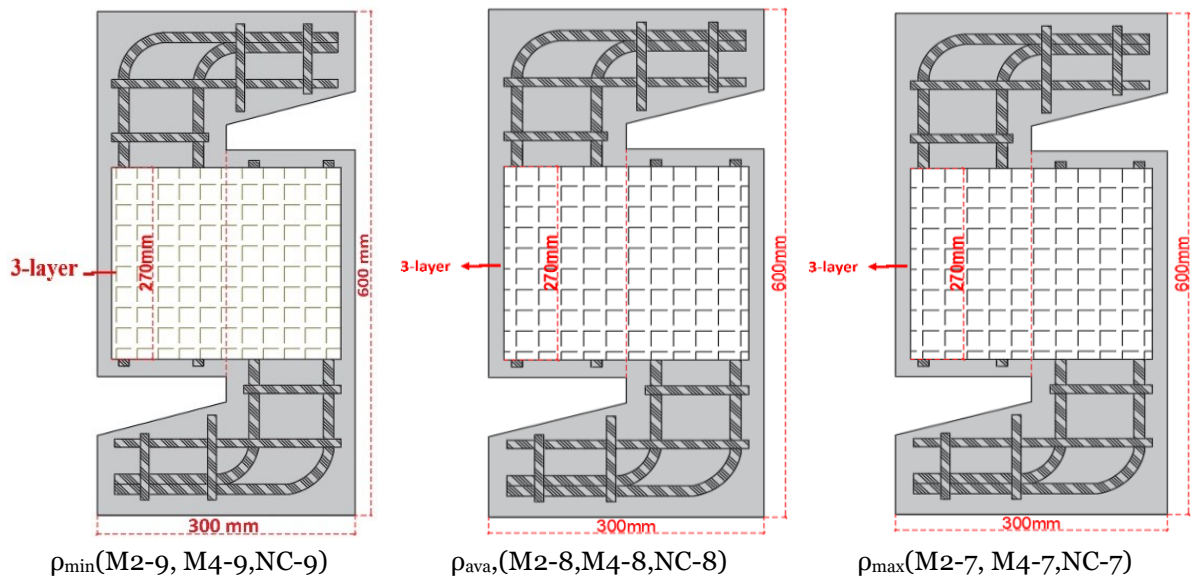 3-layer
270mm
600 mm
300 mm
ρmin(M2-9, M4-9,NC-9)
3-layer
270mm
600mm
300mm
ρava,(M2-8,M4-8,NC-8)
3-layer
270mm
600mm
300mm
ρmax(M2-7, M4-7,NC-7)